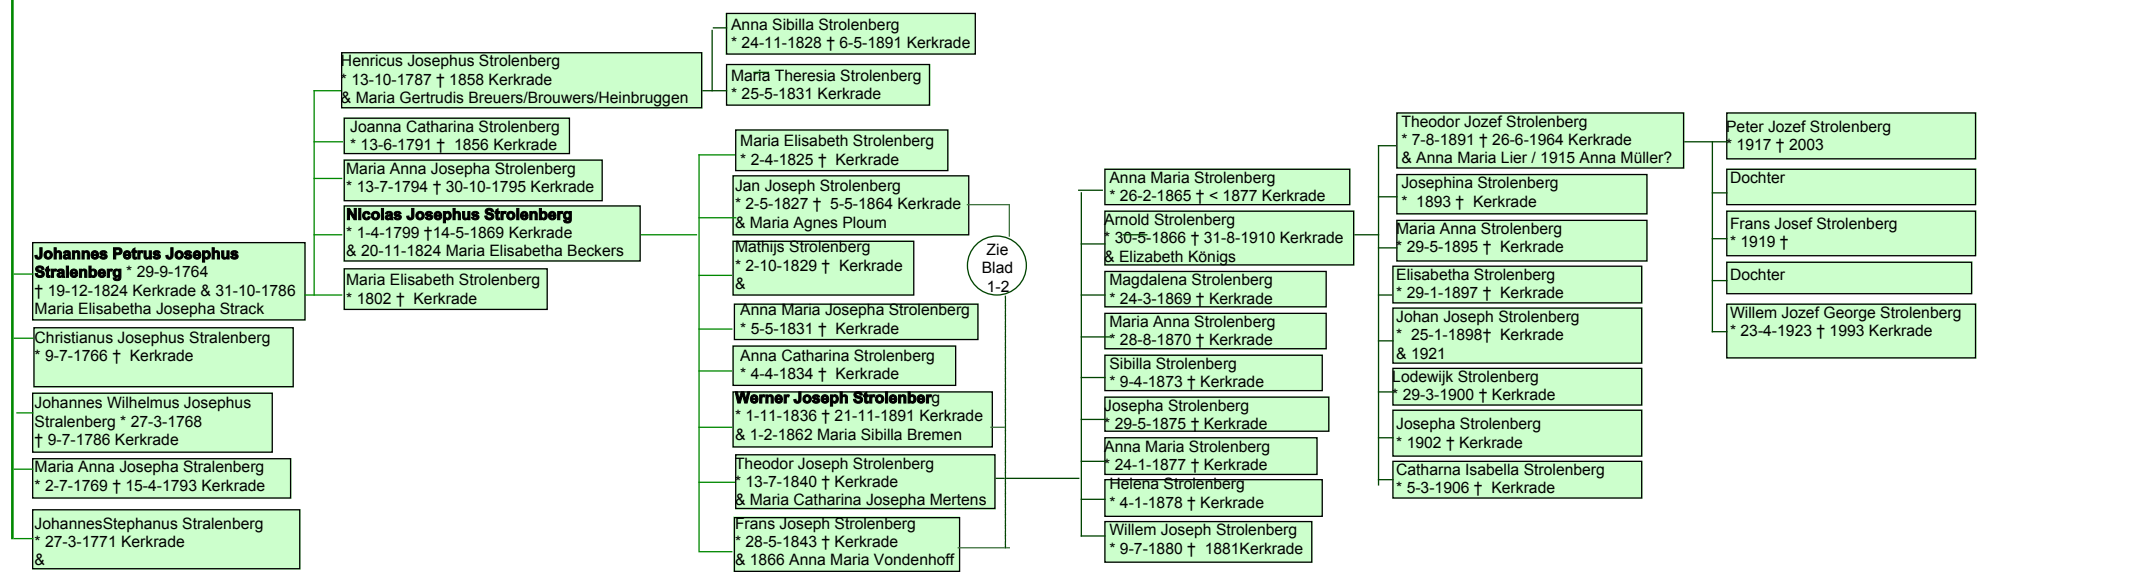 Johannes Petrus Josephus
Stralenberg * 29-9-1764
† 19-12-1824 Kerkrade & 31-10-1786
Maria Elisabetha Josepha Strack
Christianus Josephus Stralenberg
* 9-7-1766 †  Kerkrade
Johannes Wilhelmus Josephus
Stralenberg * 27-3-1768
† 9-7-1786 Kerkrade
Maria Anna Josepha Stralenberg
* 2-7-1769 † 15-4-1793 Kerkrade
JohannesStephanus Stralenberg
* 27-3-1771 Kerkrade
&
Henricus Josephus Strolenberg
* 13-10-1787 † 1858 Kerkrade
& Maria Gertrudis Breuers/Brouwers/Heinbruggen
Joanna Catharina Strolenberg
* 13-6-1791 †  1856 Kerkrade
Maria Anna Josepha Strolenberg
* 13-7-1794 † 30-10-1795 Kerkrade
Nicolas Josephus Strolenberg
* 1-4-1799 †14-5-1869 Kerkrade
& 20-11-1824 Maria Elisabetha Beckers
Maria Elisabeth Strolenberg
* 1802 †  Kerkrade
Anna Sibilla Strolenberg
* 24-11-1828 † 6-5-1891 Kerkrade
Maria Theresia Strolenberg
* 25-5-1831 Kerkrade
Maria Elisabeth Strolenberg
* 2-4-1825 †  Kerkrade
Jan Joseph Strolenberg
* 2-5-1827 †  5-5-1864 Kerkrade
& Maria Agnes Ploum
Mathijs Strolenberg
* 2-10-1829 †  Kerkrade
&
Anna Maria Josepha Strolenberg
* 5-5-1831 †  Kerkrade
Anna Catharina Strolenberg
* 4-4-1834 †  Kerkrade
Werner Joseph Strolenberg
* 1-11-1836 † 21-11-1891 Kerkrade
& 1-2-1862 Maria Sibilla Bremen
Theodor Joseph Strolenberg
* 13-7-1840 † Kerkrade
& Maria Catharina Josepha Mertens
Frans Joseph Strolenberg
* 28-5-1843 † Kerkrade
& 1866 Anna Maria Vondenhoff
Zie
Blad
1-2
Anna Maria Strolenberg
* 26-2-1865 † < 1877 Kerkrade
Arnold Strolenberg
* 30-5-1866 † 31-8-1910 Kerkrade
& Elizabeth Königs
Magdalena Strolenberg
* 24-3-1869 † Kerkrade
Maria Anna Strolenberg
* 28-8-1870 † Kerkrade
Sibilla Strolenberg
* 9-4-1873 † Kerkrade
Josepha Strolenberg
* 29-5-1875 † Kerkrade
Anna Maria Strolenberg
* 24-1-1877 † Kerkrade
Helena Strolenberg
* 4-1-1878 † Kerkrade
Willem Joseph Strolenberg
* 9-7-1880 †  1881Kerkrade
Theodor Jozef Strolenberg
* 7-8-1891 † 26-6-1964 Kerkrade
& Anna Maria Lier / 1915 Anna Müller?
Josephina Strolenberg
*  1893 †  Kerkrade
Maria Anna Strolenberg
* 29-5-1895 †  Kerkrade
Elisabetha Strolenberg
* 29-1-1897 †  Kerkrade
Johan Joseph Strolenberg
*  25-1-1898†  Kerkrade
& 1921
Lodewijk Strolenberg
* 29-3-1900 † Kerkrade
Josepha Strolenberg
* 1902 † Kerkrade
Catharna Isabella Strolenberg
* 5-3-1906 †  Kerkrade
Peter Jozef Strolenberg
* 1917 † 2003
Dochter
Frans Josef Strolenberg
* 1919 †
Dochter
Willem Jozef George Strolenberg
* 23-4-1923 † 1993 Kerkrade